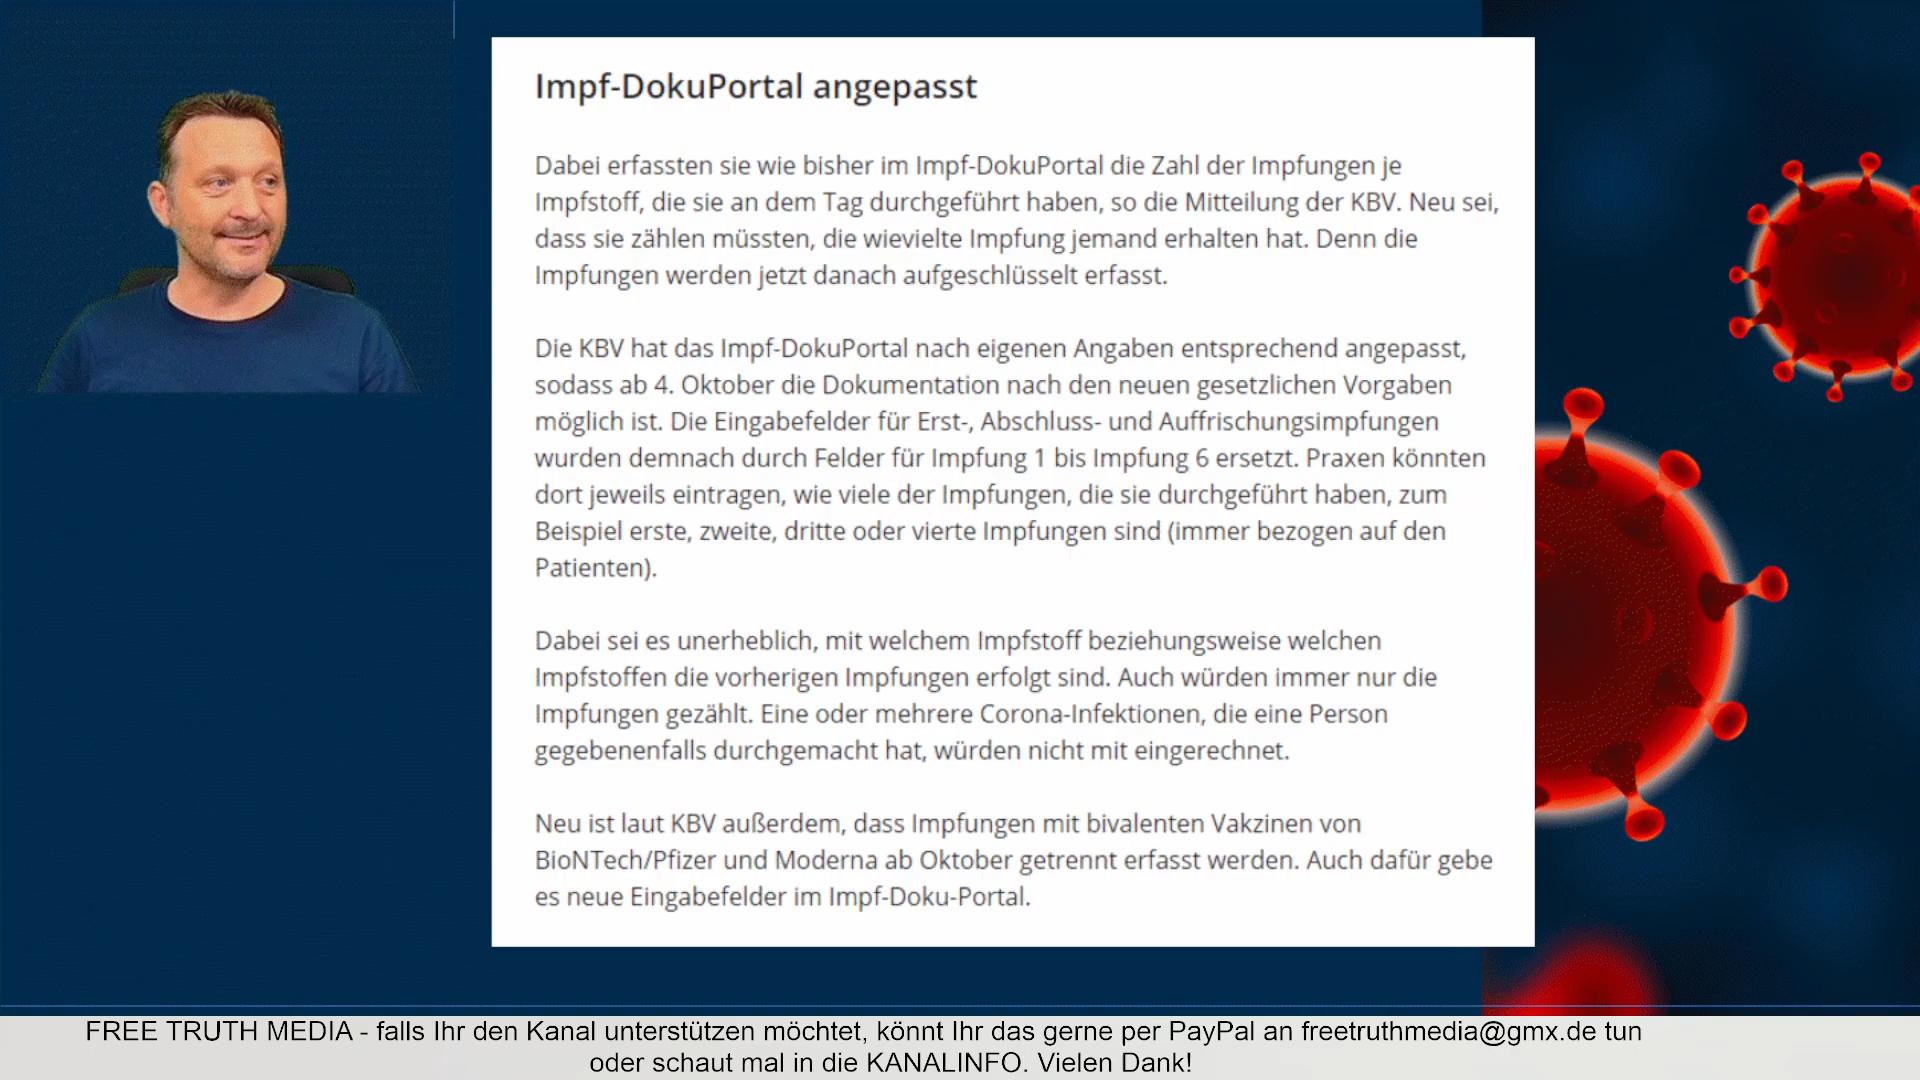 Impf-DokuPortal angepasst
Dabei erfassten sie wie bisher im Impf-DokuPortal die Zahl der Impfungen je
Impfstoff, die sie an dem Tag durchgeführt haben, so die Mitteilung der KBV. Neu sei,
dass sie zählen müssten, die wievielte Impfung jemand erhalten hat. Denn die
Impfungen werden jetzt danach aufgeschlüsselt erfasst.
Die KBV hat das Impf-DokuPortal nach eigenen Angaben entsprechend angepasst,
sodass ab 4. Oktober die Dokumentation nach den neuen gesetzlichen Vorgaben
möglich ist. Die Eingabefelder für Erst-, Abschluss- und Auffrischungsimpfungen
wurden demnach durch Felder für Impfung 1 bis Impfung 6 ersetzt. Praxen könnten
dort jeweils eintragen, wie viele der Impfungen, die sie durchgeführt haben, zum
Beispiel erste, zweite, dritte oder vierte Impfungen sind (immer bezogen auf den
Patienten).
Dabei sei es unerheblich, mit welchem Impfstoff beziehungsweise welchen
Impfstoffen die vorherigen Impfungen erfolgt sind. Auch würden immer nur die
Impfungen gezählt. Eine oder mehrere Corona-Infektionen, die eine Person
gegebenenfalls durchgemacht hat, würden nicht mit eingerechnet.
Neu ist laut KBV außerdem, dass Impfungen mit bivalenten Vakzinen von
BioNTech/Pfizer und Moderna ab Oktober getrennt erfasst werden. Auch dafür gebe
es neue Eingabefelder im Impf-Doku-Portal.
FREE TRUTH MEDIA - falls Ihr den Kanal unterstützen möchtet, könnt Ihr das gerne per PayPal an freetruthmedia@gmx.de tun
oder schaut mal in die KANALINFO. Vielen Dank!